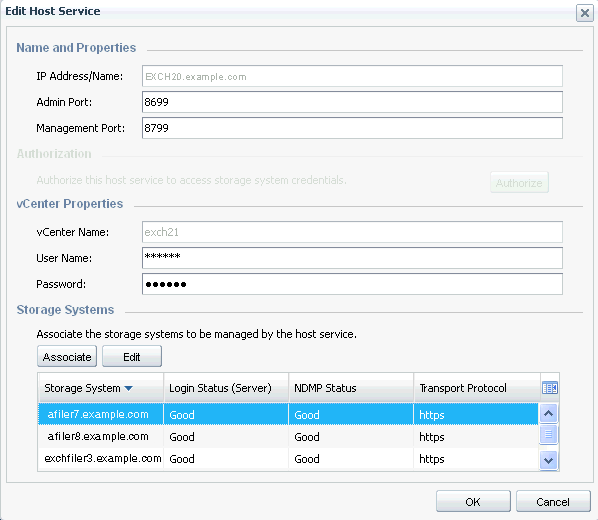 Edit Host Service
Name and Properties
IP Address/Name: EXCH20.example.com
Admin Port: 8699
Management Port: 8799
Authorization
Authorize this host service to access storage system credentials. Authorize
vCenter Properties
vCenter Name: exch21
User Name: ******
Password: ●●●●●●
Storage Systems
Associate the storage systems to be managed by the host service.
Associate Edit
Storage System Login Status (Server) NDMP Status Transport Protocol
afiler7.example.com Good Good https
afiler8.example.com Good Good https
exchfiler3.example.com Good Good https
OK Cancel